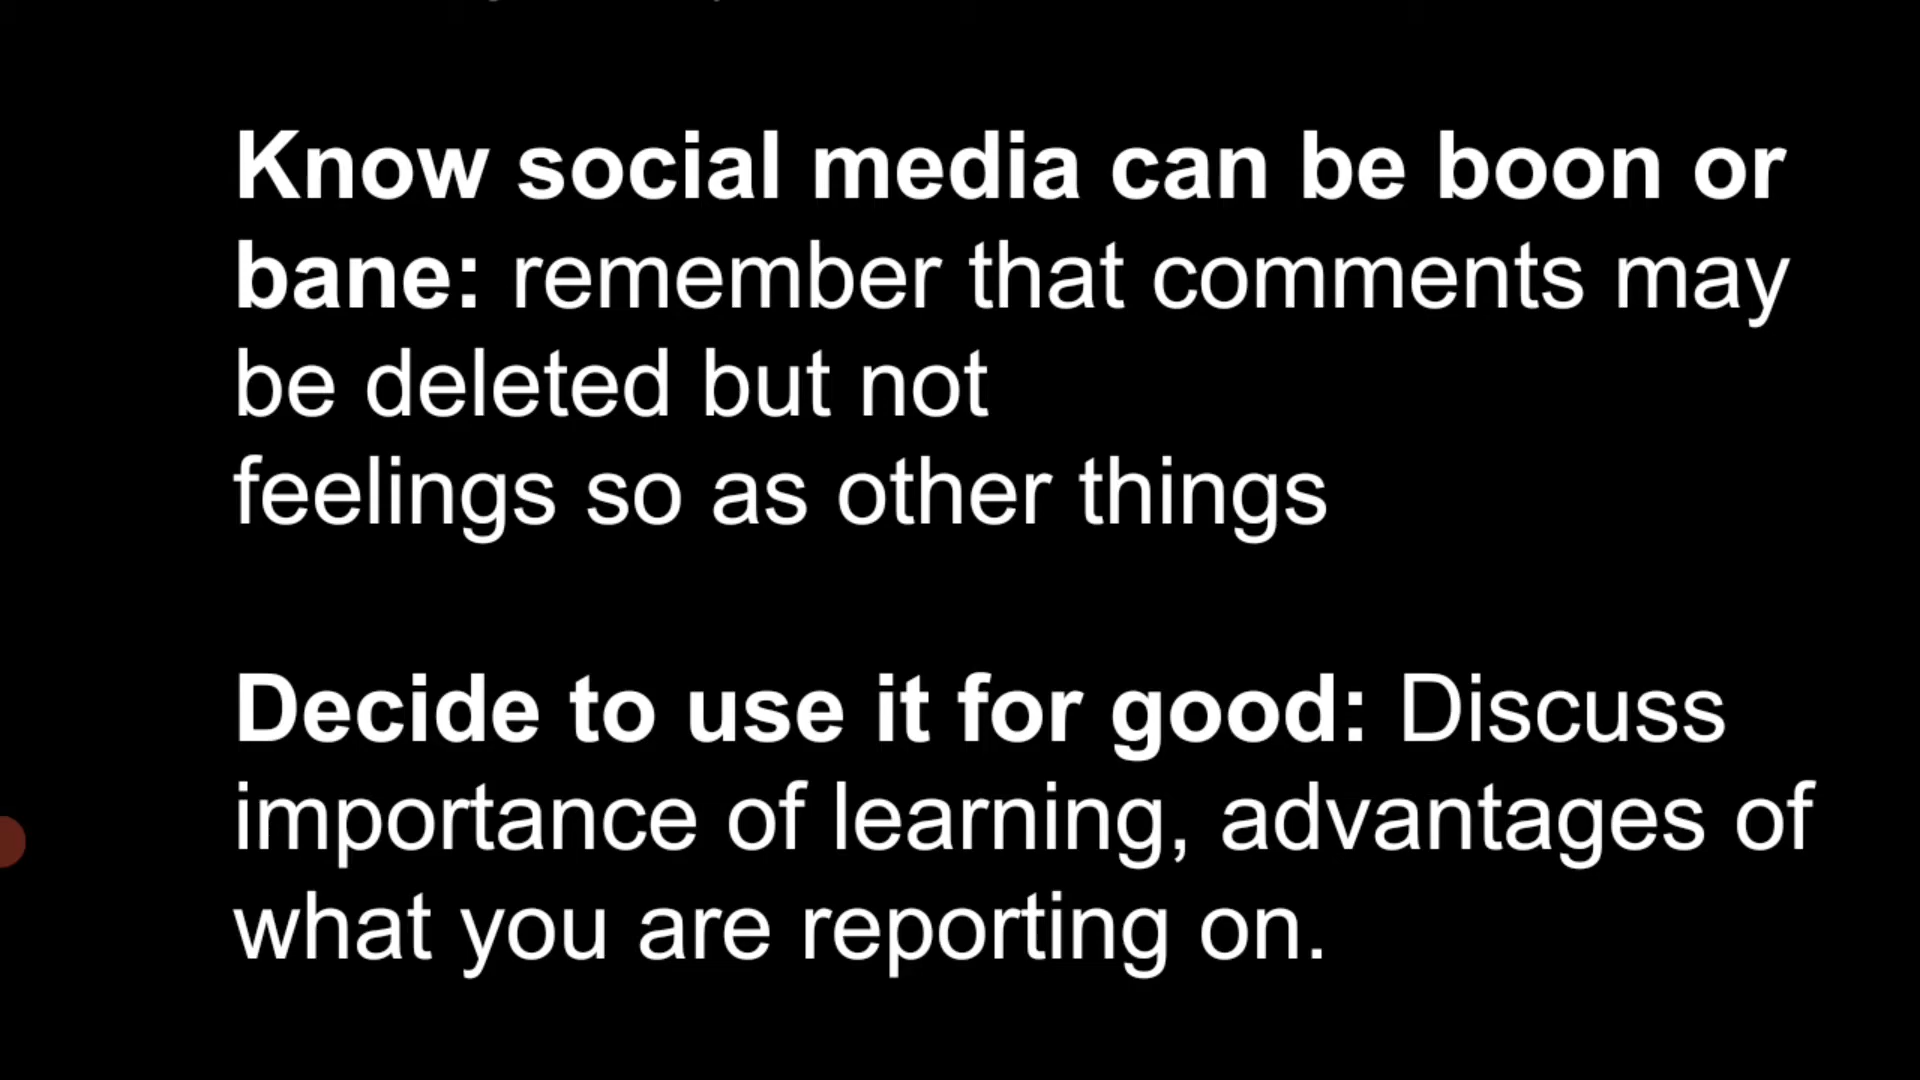 Know social media can be boon or
bane: remember that comments may
be deleted but not
feelings so as other things
Decide to use it for good: Discuss
importance of learning, advantages of
what you are reporting on.